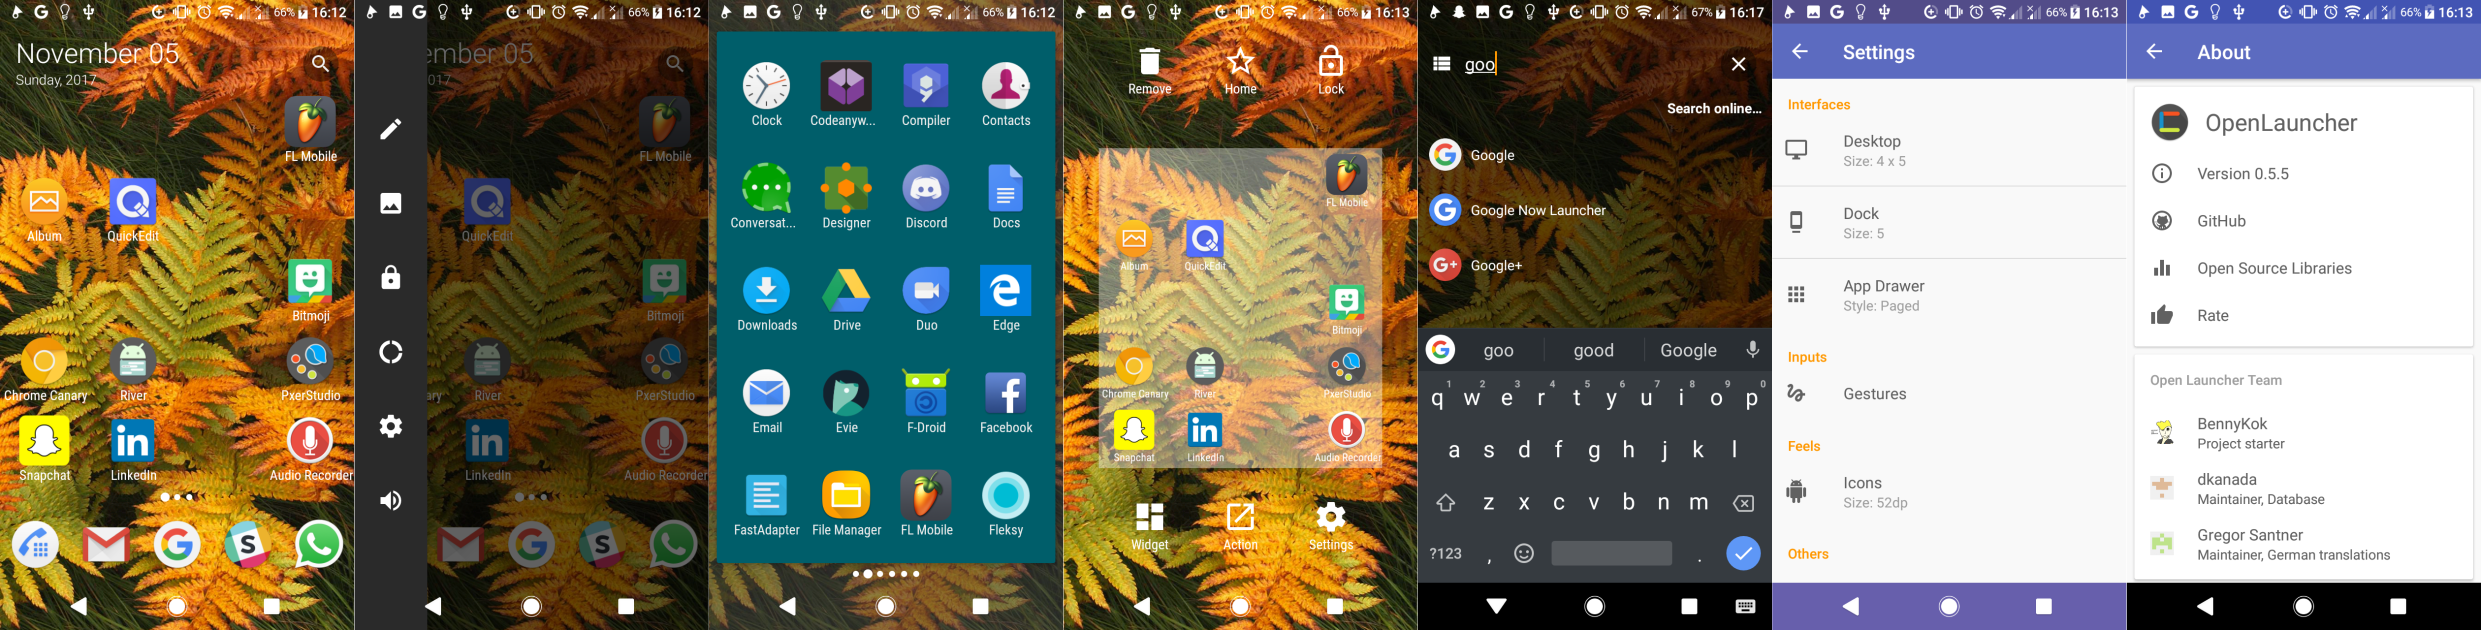 66% 16:12
November 05
Sunday, 2017
FL Mobile
Album
QuickEdit
Bitmoji
Chrome Canary
River
PxerStudio
Snapchat
LinkedIn
Audio Recorder
66% 16:12
ember 05
017
FL Mobile
QuickEdit
Bitmoji
ary
River
PxerStudio
LinkedIn
Audio Recorder
66% 16:12
Clock
Codeanyw...
Compiler
Contacts
Conversat...
Designer
Discord
Docs
Downloads
Drive
Duo
Edge
Email
Evie
F-Droid
Facebook
FastAdapter
File Manager
FL Mobile
Fleksy
66% 16:13
Remove
Home
Lock
FL Mobile
Album
QuickEdit
Bitmoji
Chrome Canary
River
PxerStudio
Snapchat
LinkedIn
Audio Recorder
Widget
Action
Settings
67% 16:17
goo
Search online...
Google
Google Now Launcher
Google+
goo good Google
1 2 3 4 5 6 7 8 9 0
q w e r t y u i o p
a s d f g h j k l
z x c v b n m
?123 , .
66% 16:13
Settings
Interfaces
Desktop
Size: 4 x 5
Dock
Size: 5
App Drawer
Style: Paged
Inputs
Gestures
Feels
Icons
Size: 52dp
Others
66% 16:13
About
OpenLauncher
Version 0.5.5
GitHub
Open Source Libraries
Rate
Open Launcher Team
BennyKok
Project starter
dkanada
Maintainer, Database
Gregor Santner
Maintainer, German translations